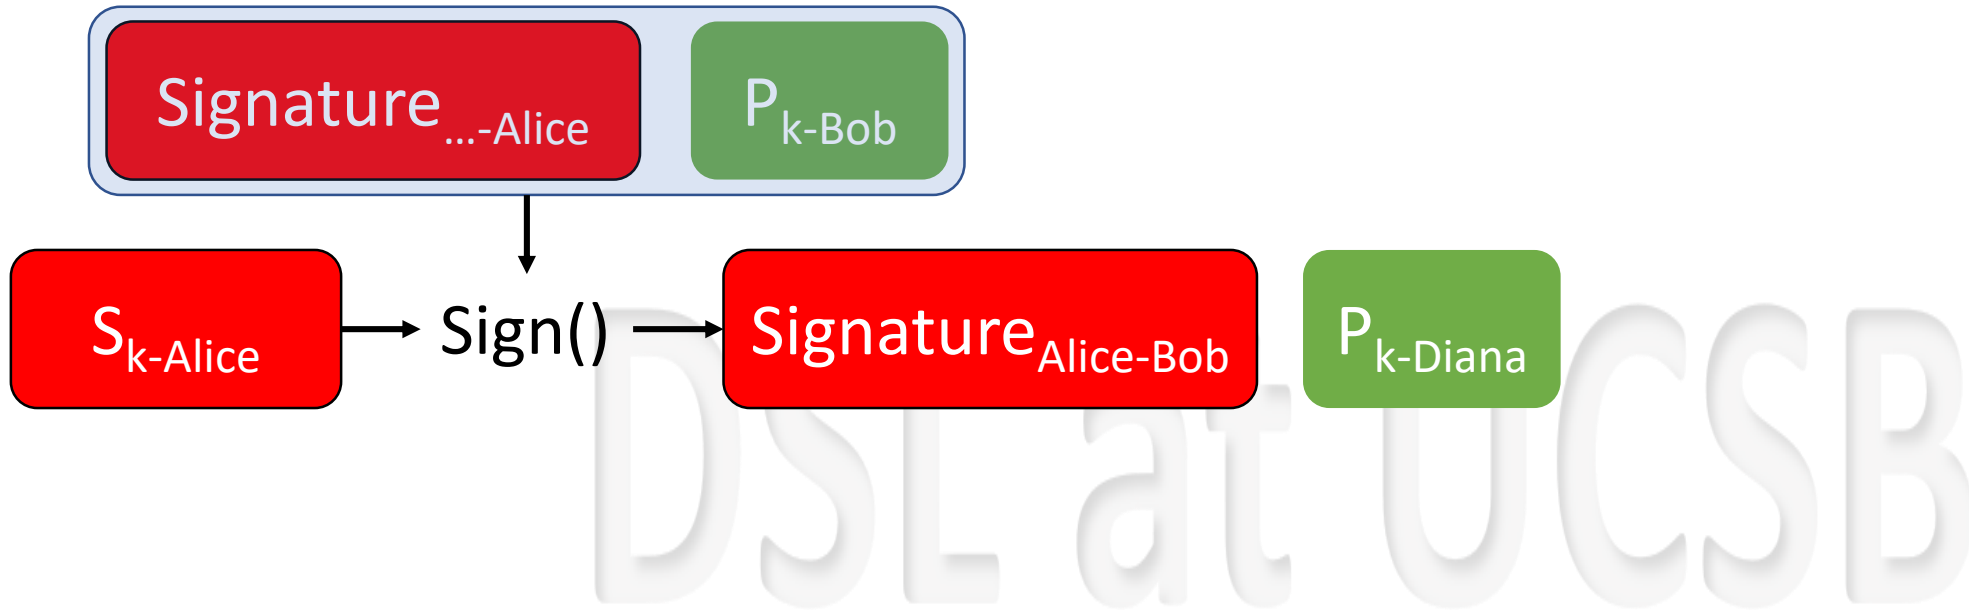 Signature…-Alice Pk-Bob
Sk-Alice Sign() SignatureAlice-Bob Pk-Diana
DSL at UCSB